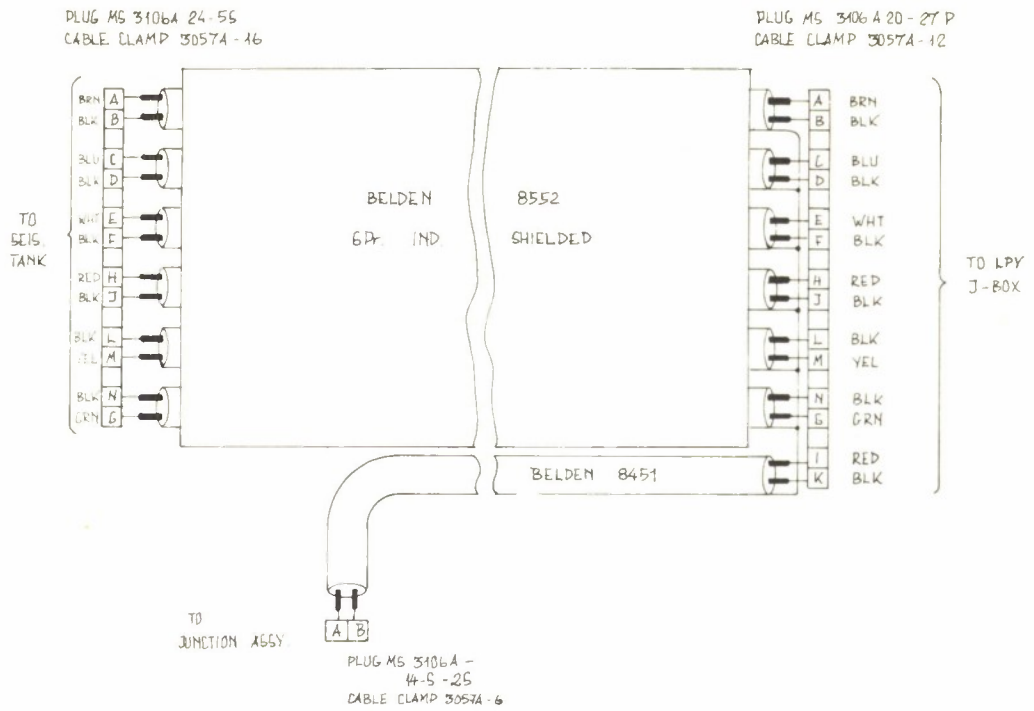 PLUG MS 3106A 24-5S
CABLE CLAMP 3057A-16
PLUG MS 3106 A 20-27 P
CABLE CLAMP 3057A-12
BRN A
BLK B
BLU C
BLK D
WHT E
BLK F
RED H
BLK J
BLK L
YEL M
BLK N
GRN G
TO
SEIS.
TANK
BELDEN 8552
6 Pr. IND SHIELDED
A BRN
B BLK
C BLU
D BLK
E WHT
F BLK
H RED
J BLK
L BLK
M YEL
N BLK
G GRN
I RED
K BLK
TO LPY
J-BOX
BELDEN 8451
TO
JUNCTION ASSY.
A B
PLUG MS 3106A -
14-S-2S
CABLE CLAMP 3057A-6